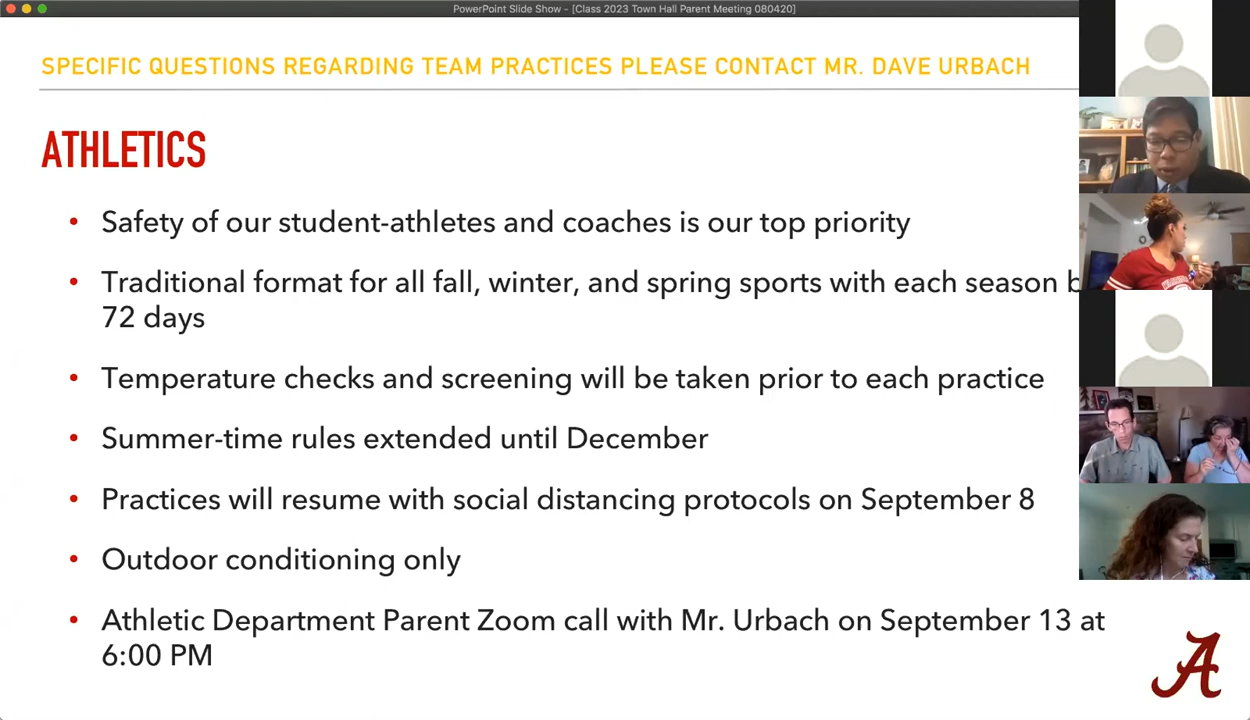 PowerPoint Slide Show - [Class 2023 Town Hall Parent Meeting 080420]
SPECIFIC QUESTIONS REGARDING TEAM PRACTICES PLEASE CONTACT MR. DAVE URBACH
ATHLETICS
• Safety of our student-athletes and coaches is our top priority
• Traditional format for all fall, winter, and spring sports with each season
72 days
• Temperature checks and screening will be taken prior to each practice
• Summer-time rules extended until December
• Practices will resume with social distancing protocols on September 8
• Outdoor conditioning only
• Athletic Department Parent Zoom call with Mr. Urbach on September 13 at
6:00 PM
A